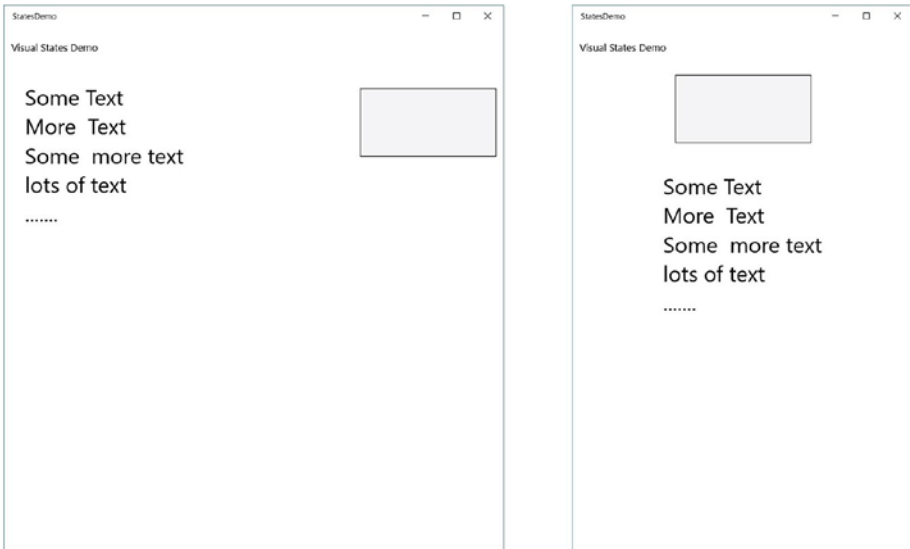 StatesDemo
Visual States Demo
Some Text
More Text
Some more text
lots of text
.......
StatesDemo
Visual States Demo
Some Text
More Text
Some more text
lots of text
.......